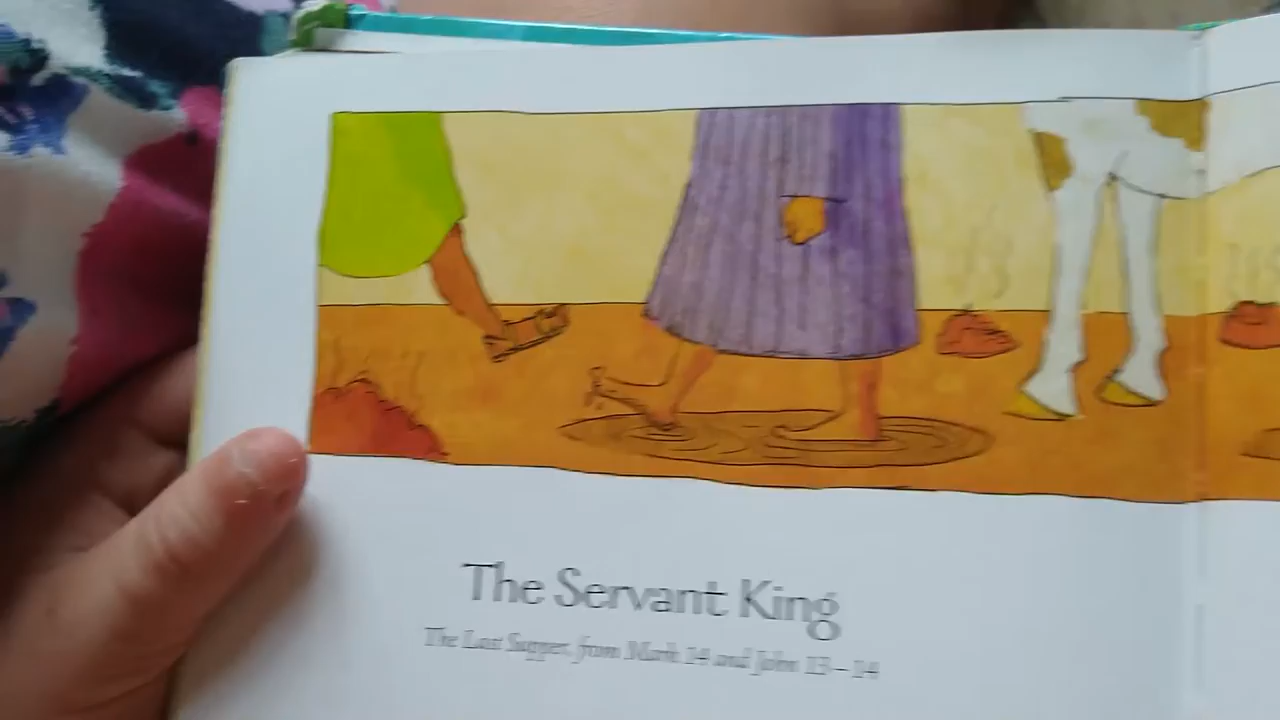 The Servant King
The Last Supper, from Mark 14 and John 13–14